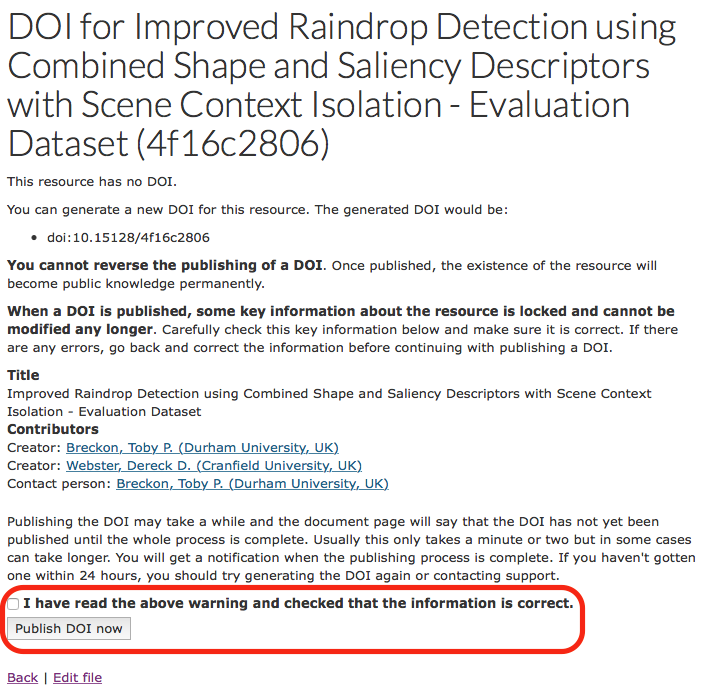 DOI for Improved Raindrop Detection using
Combined Shape and Saliency Descriptors
with Scene Context Isolation - Evaluation
Dataset (4f16c2806)
This resource has no DOI.
You can generate a new DOI for this resource. The generated DOI would be:
• doi:10.15128/4f16c2806
You cannot reverse the publishing of a DOI. Once published, the existence of the resource will
become public knowledge permanently.
When a DOI is published, some key information about the resource is locked and cannot be
modified any longer. Carefully check this key information below and make sure it is correct. If there
are any errors, go back and correct the information before continuing with publishing a DOI.
Title
Improved Raindrop Detection using Combined Shape and Saliency Descriptors with Scene Context
Isolation - Evaluation Dataset
Contributors
Creator: Breckon, Toby P. (Durham University, UK)
Creator: Webster, Dereck D. (Cranfield University, UK)
Contact person: Breckon, Toby P. (Durham University, UK)
Publishing the DOI may take a while and the document page will say that the DOI has not yet been
published until the whole process is complete. Usually this only takes a minute or two but in some cases
can take longer. You will get a notification when the publishing process is complete. If you haven't gotten
one within 24 hours, you should try generating the DOI again or contacting support.
I have read the above warning and checked that the information is correct.
Publish DOI now
Back | Edit file